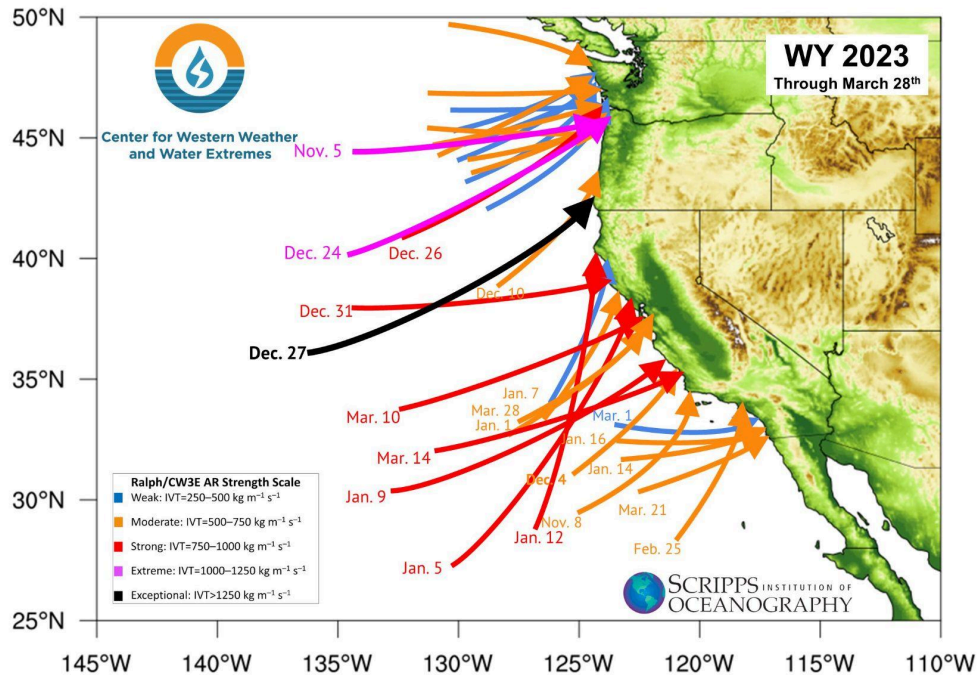 50°N
45°N
40°N
35°N
30°N
25°N
145°W
140°W
135°W
130°W
125°W
120°W
115°W
110°W
WY 2023
Through March 28th
Center for Western Weather
and Water Extremes
Nov. 5
Dec. 24
Dec. 26
Dec. 10
Dec. 31
Dec. 27
Jan. 7
Mar. 10
Mar. 28
Jan. 1
Mar. 1
Mar. 14
Jan. 16
Jan. 14
Jan. 9
Dec. 4
Mar. 21
Nov. 8
Jan. 12
Feb. 25
Jan. 5
Ralph/CW3E AR Strength Scale
Weak: IVT=250–500 kg m⁻¹ s⁻¹
Moderate: IVT=500–750 kg m⁻¹ s⁻¹
Strong: IVT=750–1000 kg m⁻¹ s⁻¹
Extreme: IVT=1000–1250 kg m⁻¹ s⁻¹
Exceptional: IVT>1250 kg m⁻¹ s⁻¹
SCRIPPS INSTITUTION OF
OCEANOGRAPHY